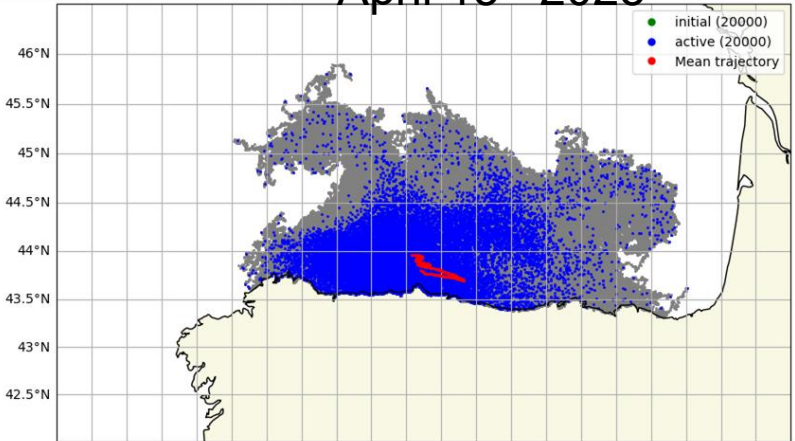 initial (20000)
active (20000)
Mean trajectory
46°N
45.5°N
45°N
44.5°N
44°N
43.5°N
43°N
42.5°N